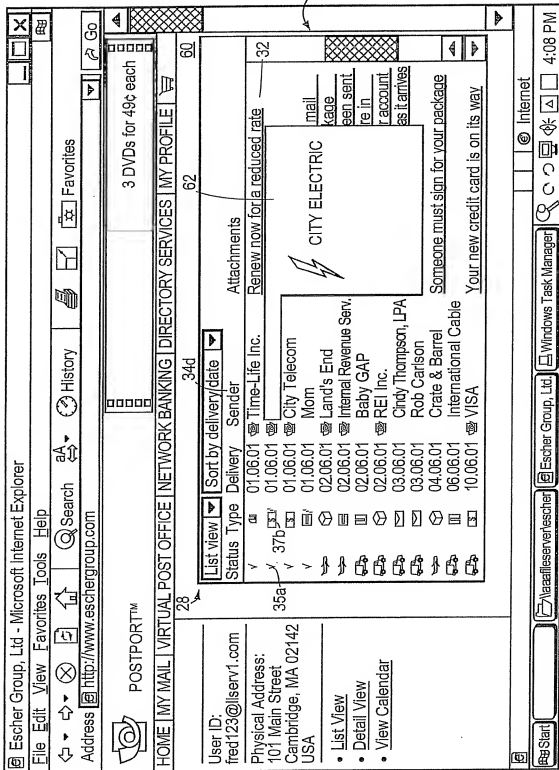 Escher Group, Ltd - Microsoft Internet Explorer
File Edit View Favorites Tools Help
Search History Favorites
Address http://www.eschergroup.com Go
POSTPORT™
3 DVDs for 49¢ each
HOME | MY MAIL | VIRTUAL POST OFFICE | NETWORK BANKING | DIRECTORY SERVICES | MY PROFILE
28 34d 62 60
User ID:
fred123@llserv1.com
Physical Address:
101 Main Street
Cambridge, MA 02142
USA
• List View
• Detail View
• View Calendar
List view Sort by delivery/date
Status Type Delivery Sender Attachments
01.06.01 Time-Life Inc. Renew now for a reduced rate 32
35a 37b 01.06.01
01.06.01 City Telecom
01.06.01 Mom mail
02.06.01 Land's End kage
02.06.01 Internal Revenue Serv. een sent
02.06.01 Baby GAP re in
02.06.01 REI Inc. r account
03.06.01 Cindy Thompson, LPA as it arrives
03.06.01 Rob Carlson
04.06.01 Crate & Barrel Someone must sign for your package
06.06.01 International Cable
10.06.01 VISA Your new credit card is on its way
CITY ELECTRIC
Internet
Start \\aaafileserver\escher Escher Group, Ltd. Windows Task Manager 4:08 PM